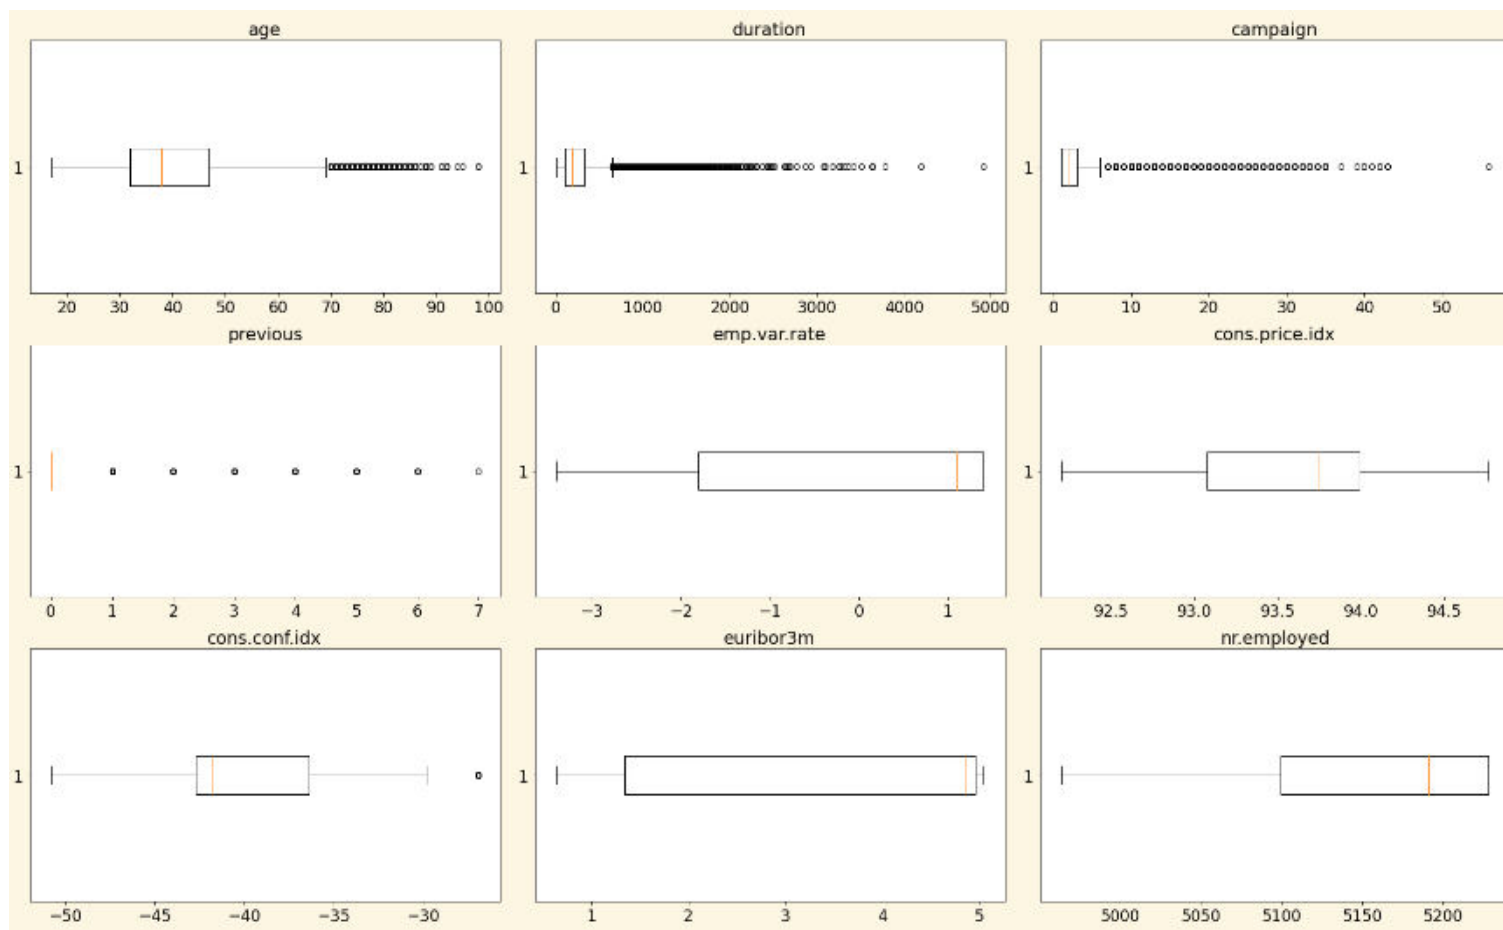 age duration campaign
1 1 1
20 30 40 50 60 70 80 90 100 0 1000 2000 3000 4000 5000 0 10 20 30 40 50
previous emp.var.rate cons.price.idx
1 1 1
0 1 2 3 4 5 6 7 −3 −2 −1 0 1 92.5 93.0 93.5 94.0 94.5
cons.conf.idx euribor3m nr.employed
1 1 1
−50 −45 −40 −35 −30 1 2 3 4 5 5000 5050 5100 5150 5200